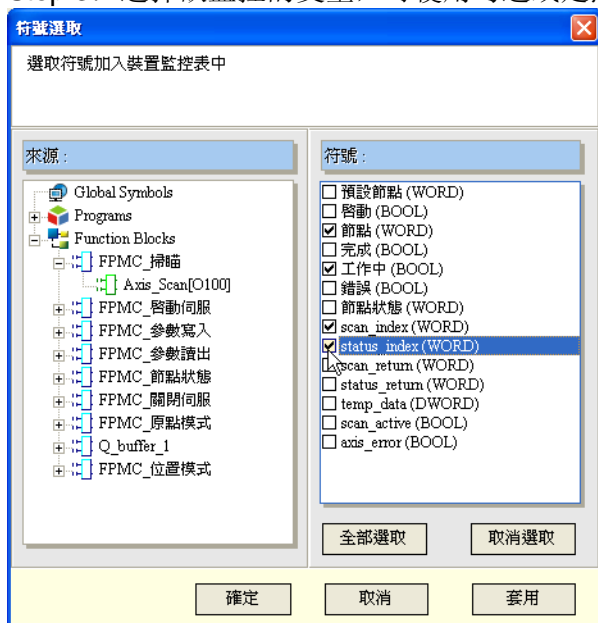 符號選取
選取符號加入裝置監控表中
來源 :
Global Symbols
Programs
Function Blocks
FPMC_掃瞄
Axis_Scan[O100]
FPMC_啓動伺服
FPMC_參數寫入
FPMC_參數讀出
FPMC_節點狀態
FPMC_關閉伺服
FPMC_原點模式
Q_buffer_1
FPMC_位置模式
符號 :
預設節點 (WORD)
啓動 (BOOL)
節點 (WORD)
完成 (BOOL)
工作中 (BOOL)
錯誤 (BOOL)
節點狀態 (WORD)
scan_index (WORD)
status_index (WORD)
scan_return (WORD)
status_return (WORD)
temp_data (DWORD)
scan_active (BOOL)
axis_error (BOOL)
全部選取
取消選取
確定
取消
套用